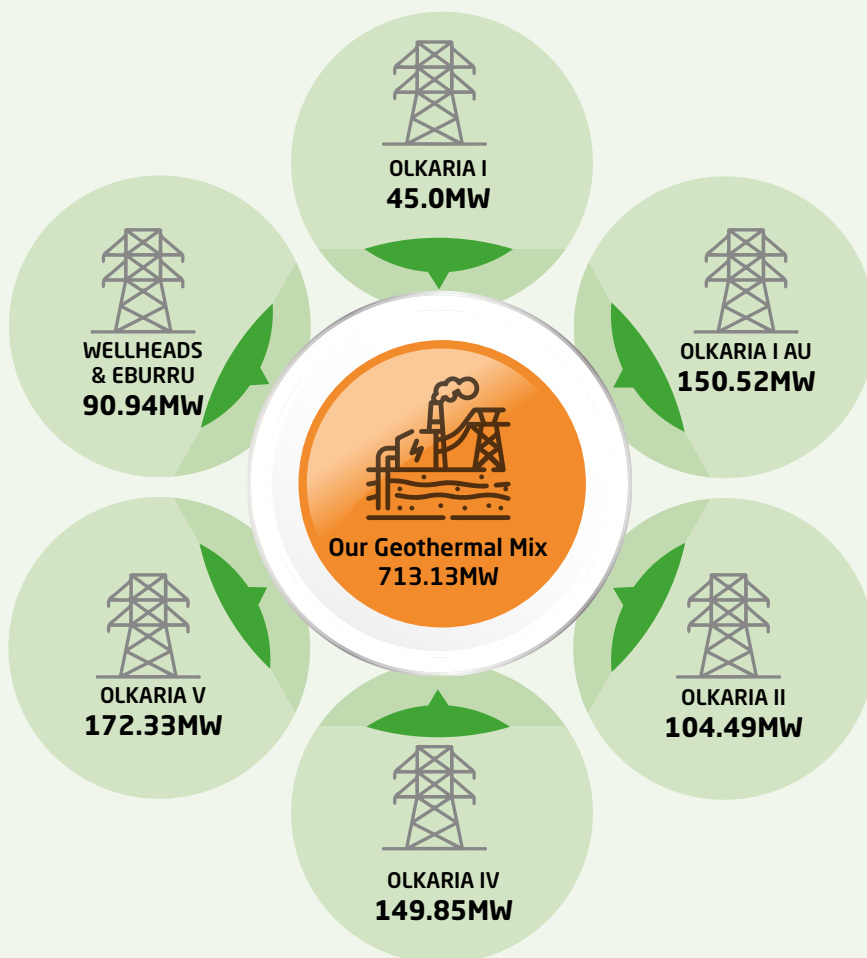 OLKARIA I
45.0MW
OLKARIA I AU
150.52MW
OLKARIA II
104.49MW
OLKARIA IV
149.85MW
OLKARIA V
172.33MW
WELLHEADS
& EBURRU
90.94MW
Our Geothermal Mix
713.13MW